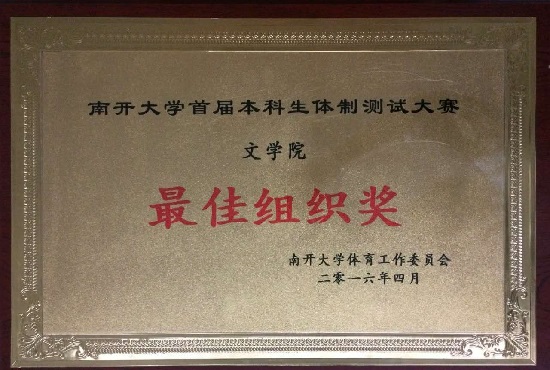 南开大学首届本科生体制测试大赛
文学院
最佳组织奖
南开大学体育工作委员会
二零一六年四月